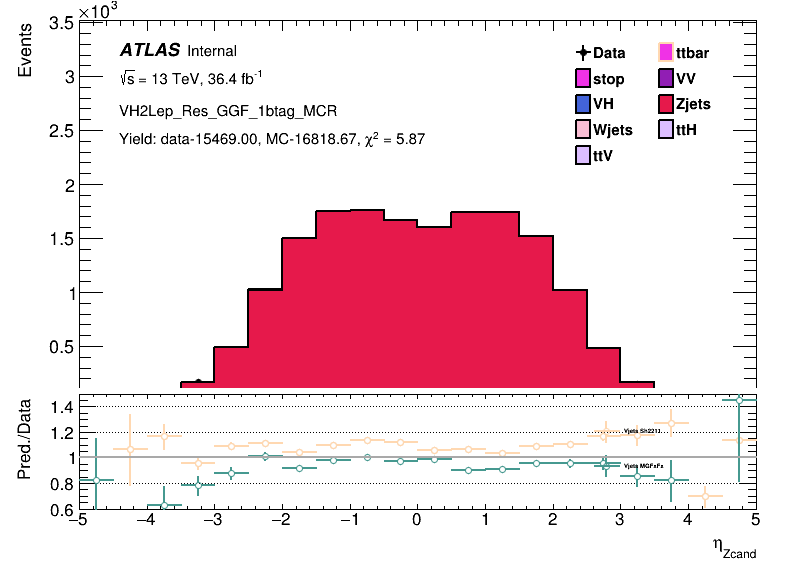 ×10³
3.5
3
2.5
2
1.5
1
0.5
Events
ATLAS Internal
√s = 13 TeV, 36.4 fb⁻¹
VH2Lep_Res_GGF_1btag_MCR
Yield: data-15469.00, MC-16818.67, χ² = 5.87
Data
ttbar
stop
VV
VH
Zjets
Wjets
ttH
ttV
1.4
1.2
1
0.8
0.6
Pred./Data
Vjets Sh2211
Vjets MGFxFx
−5 −4 −3 −2 −1 0 1 2 3 4 5
η_Zcand